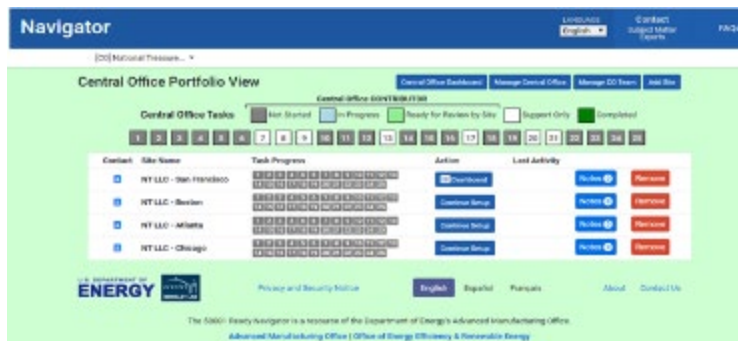 Navigator
LANGUAGE
English
Contact
Subject Matter
Experts
FAQs
[CO] National Treasure...
Central Office Portfolio View
Central Office Dashboard Manage Central Office Manage CO Team Add Site
Central Office CONTRIBUTOR
Central Office Tasks Not Started In Progress Ready for Review by Site Support Only Completed
1 2 3 4 5 6 7 8 9 10 11 12 13 14 15 16 17 18 19 20 21 22 23 24 25
Contact Site Name Task Progress Action Last Activity
NT LLC - San Francisco Dashboard Notes Remove
NT LLC - Boston Continue Setup Notes Remove
NT LLC - Atlanta Continue Setup Notes Remove
NT LLC - Chicago Continue Setup Notes Remove
U.S. DEPARTMENT OF
ENERGY
BERKELEY LAB
Privacy and Security Notice English Español Français About Contact Us
The 50001 Ready Navigator is a resource of the Department of Energy's Advanced Manufacturing Office.
Advanced Manufacturing Office | Office of Energy Efficiency & Renewable Energy